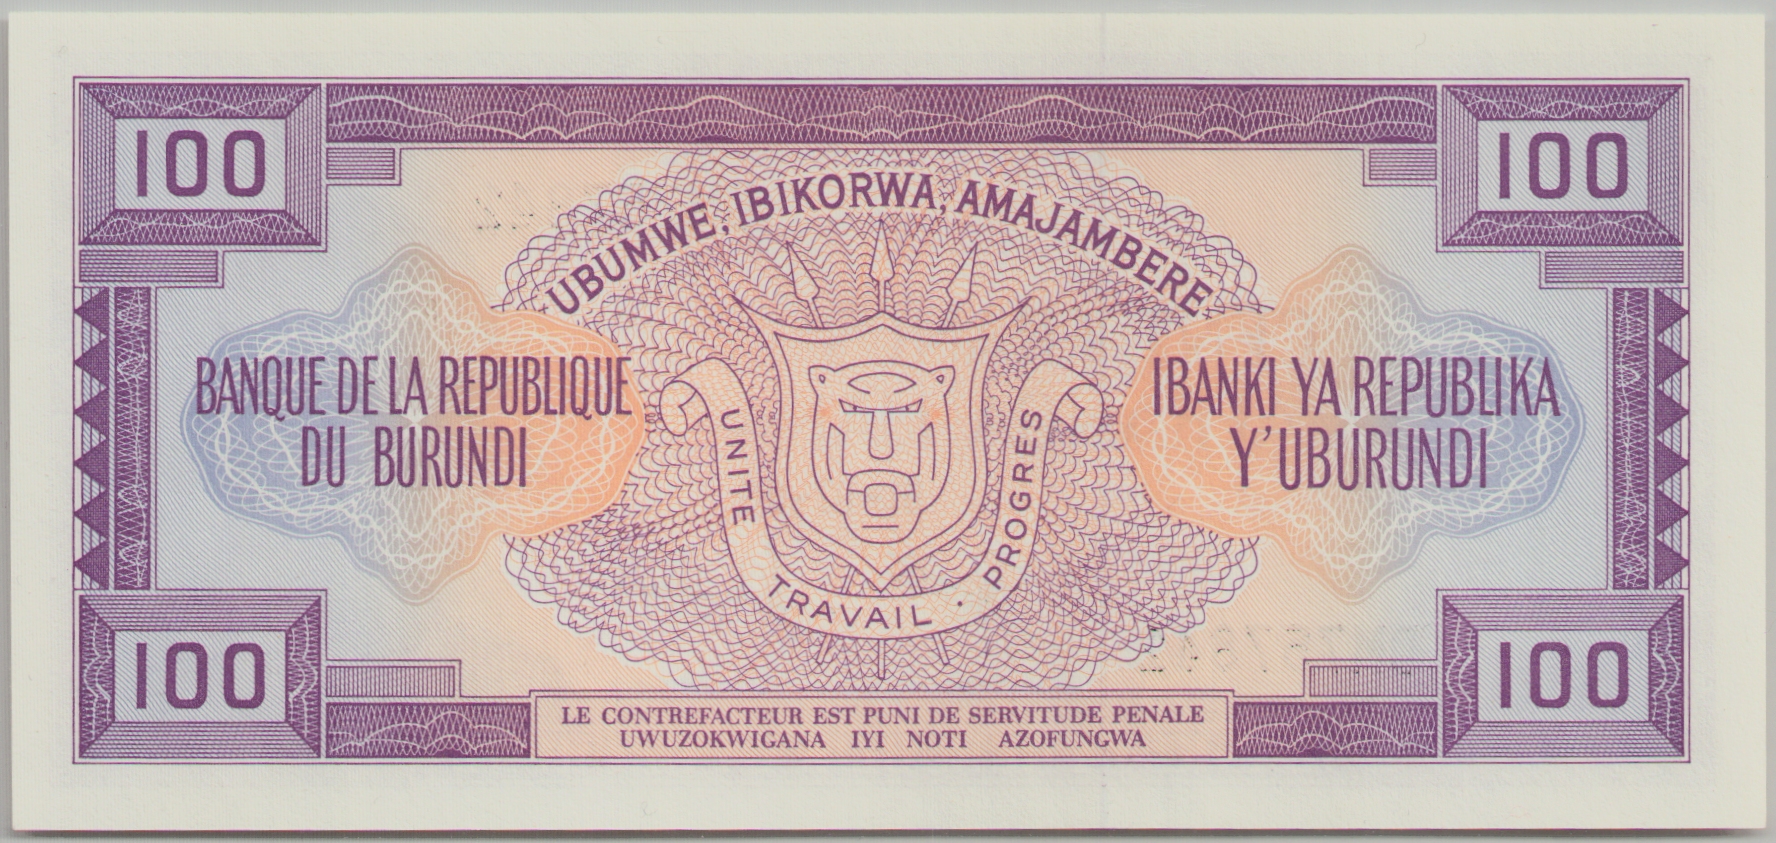 100
100
UBUMWE, IBIKORWA, AMAJAMBERE
BANQUE DE LA REPUBLIQUE
DU BURUNDI
IBANKI YA REPUBLIKA
Y'UBURUNDI
UNITE TRAVAIL . PROGRES
100
100
LE CONTREFACTEUR EST PUNI DE SERVITUDE PENALE
UWUZOKWIGANA IYI NOTI AZOFUNGWA